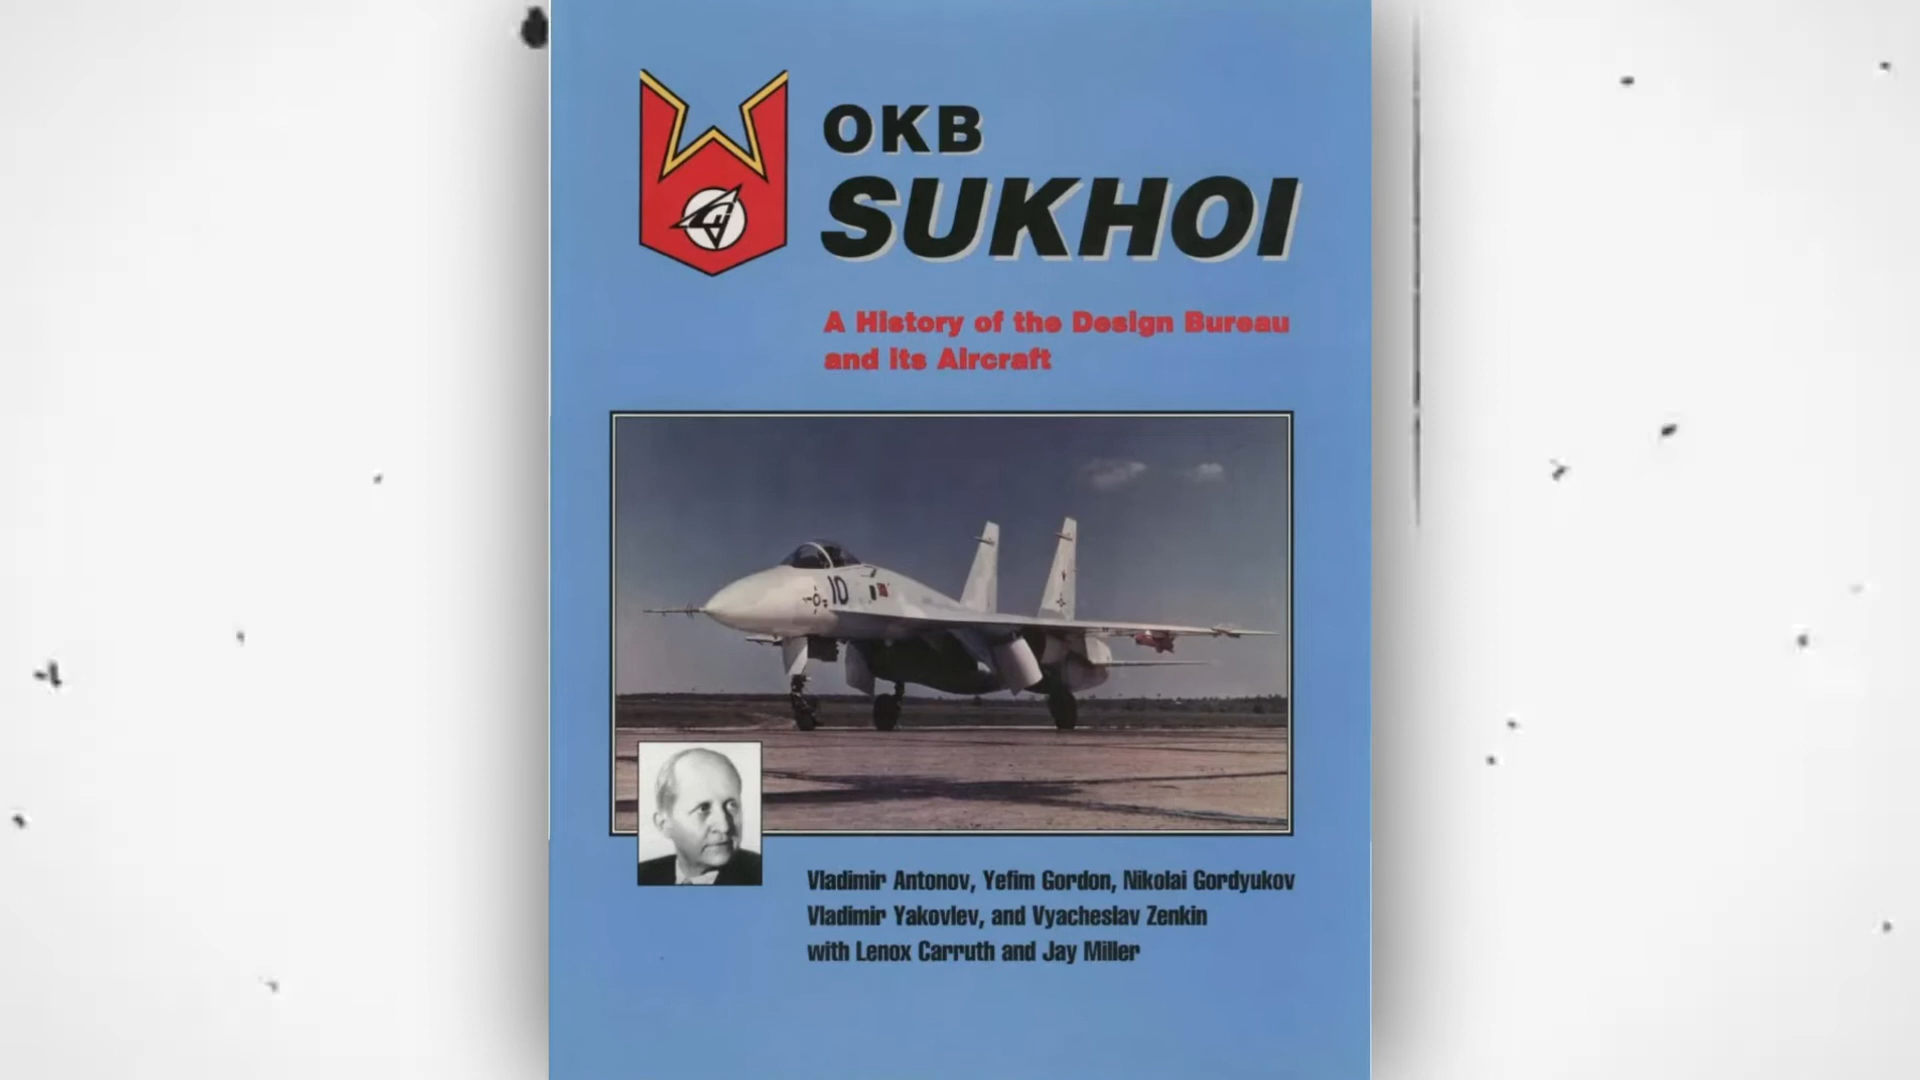 OKB
SUKHOI
A History of the Design Bureau
and its Aircraft
10
Vladimir Antonov, Yefim Gordon, Nikolai Gordyukov
Vladimir Yakovlev, and Vyacheslav Zenkin
with Lenox Carruth and Jay Miller